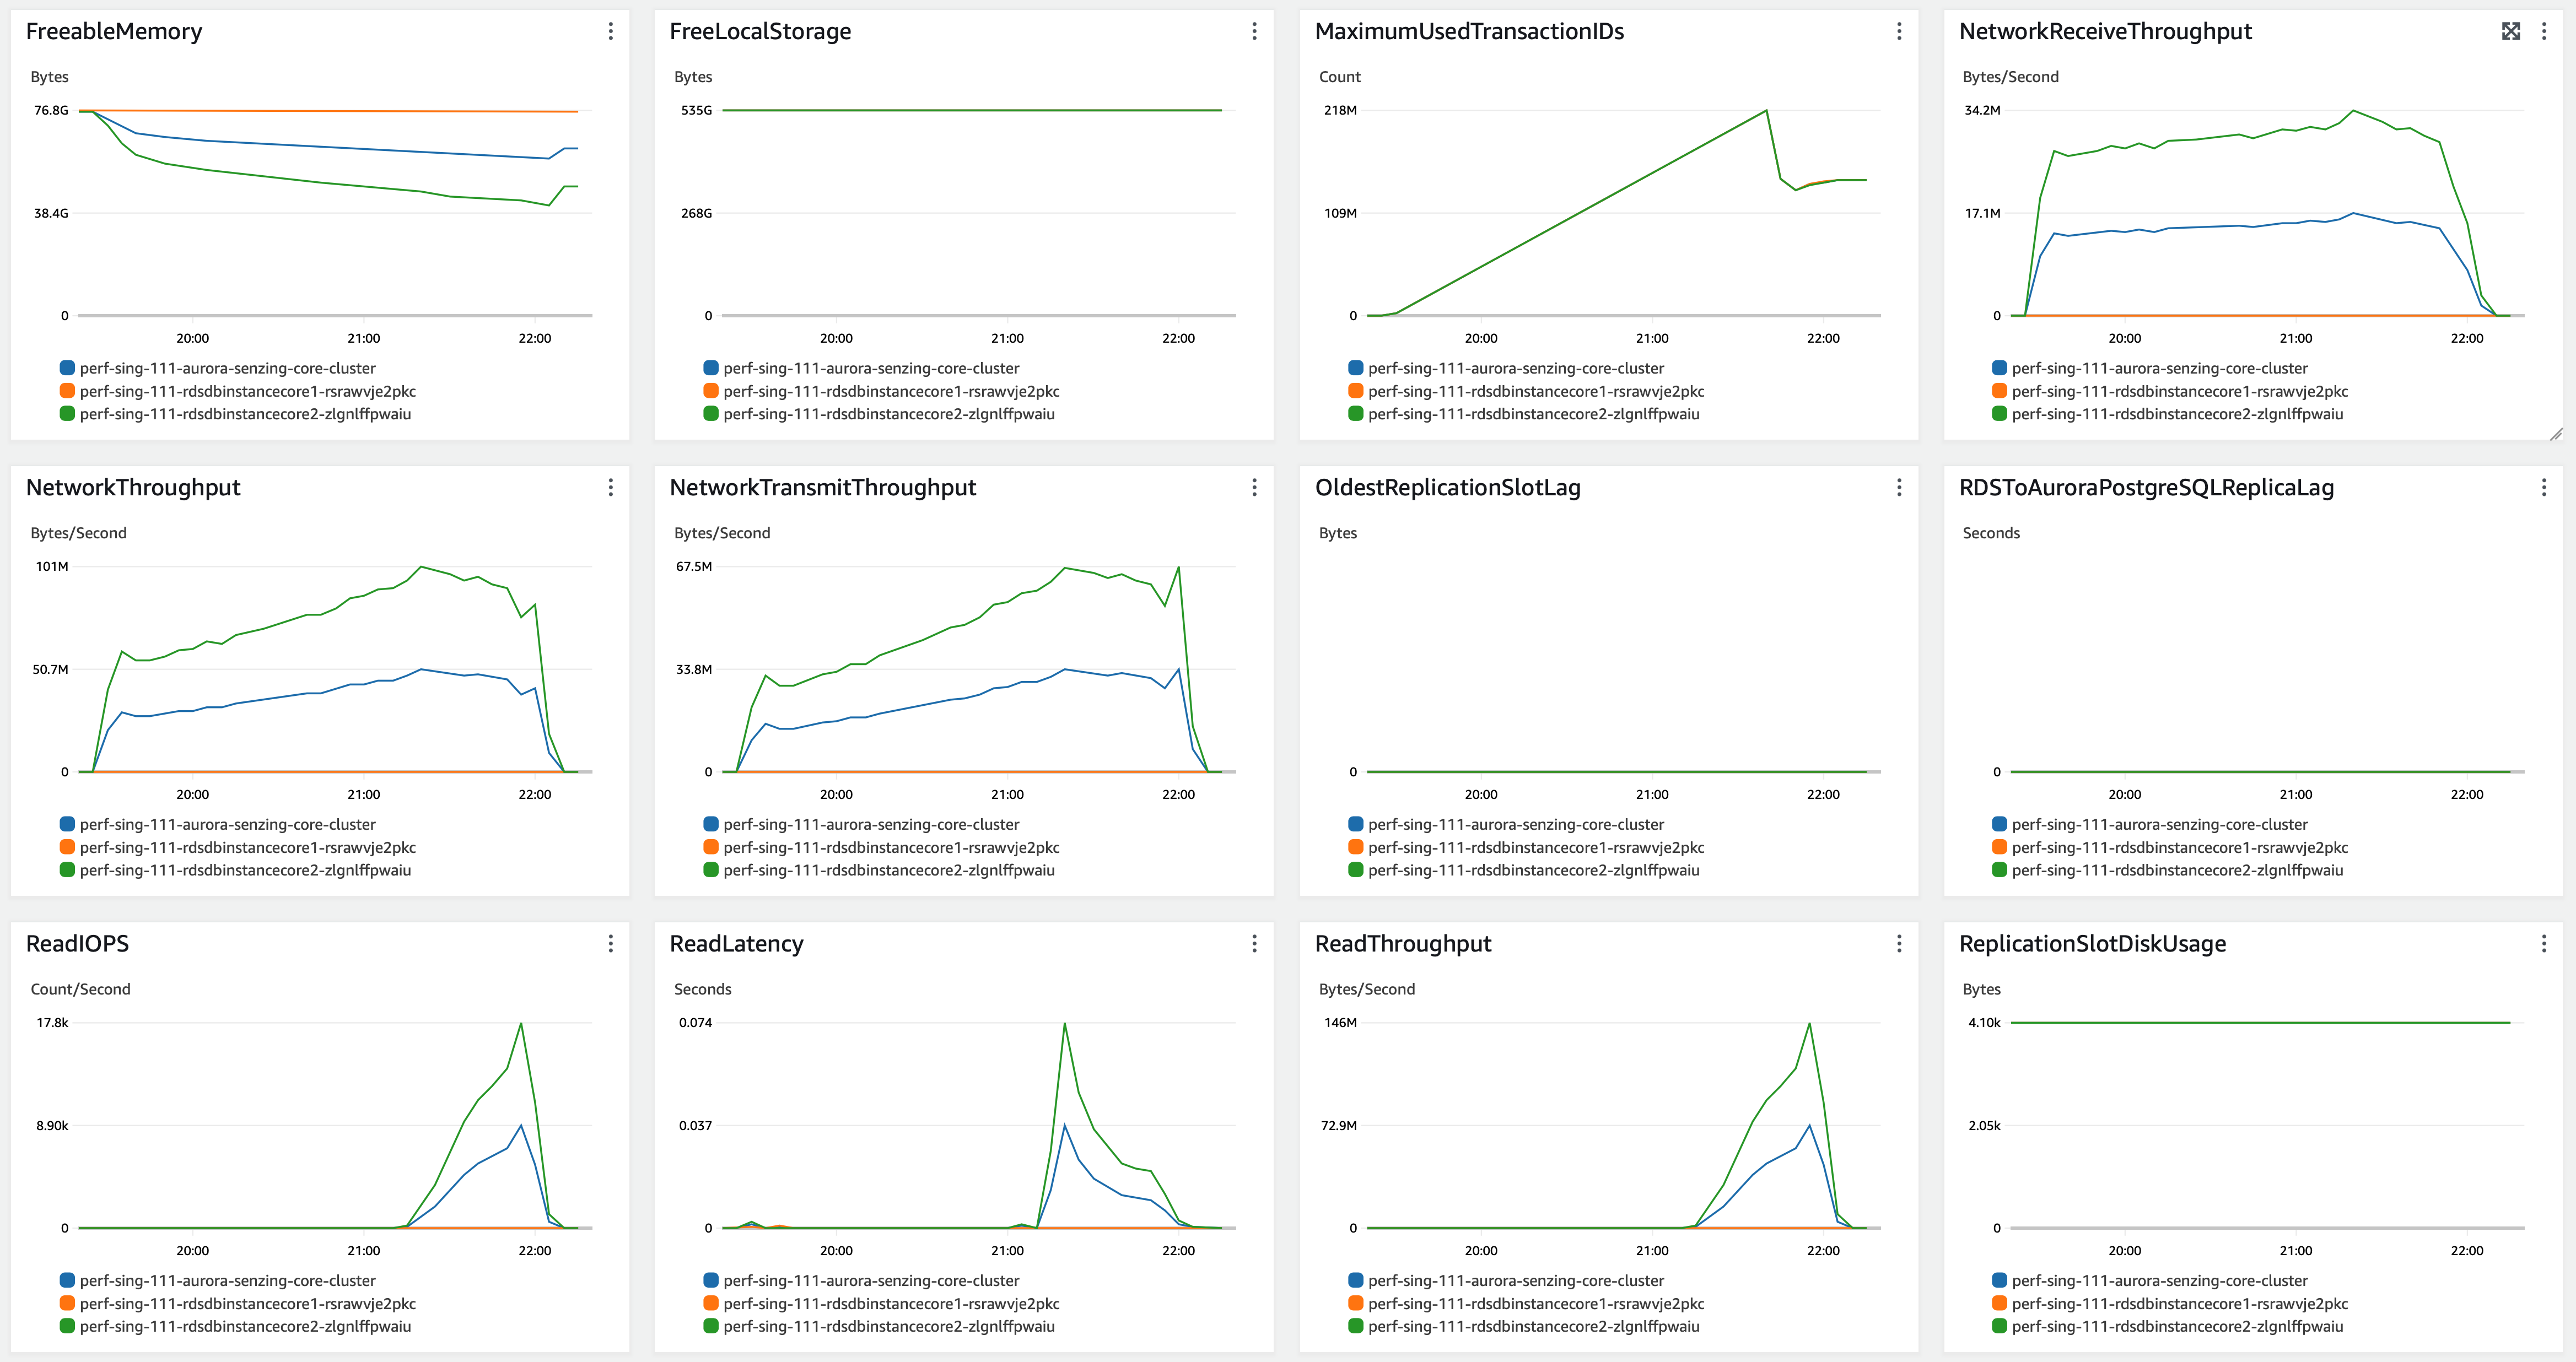 FreeableMemory
Bytes
76.8G
38.4G
0
20:00 21:00 22:00
perf-sing-111-aurora-senzing-core-cluster
perf-sing-111-rdsdbinstancecore1-rsrawvje2pkc
perf-sing-111-rdsdbinstancecore2-zlgnlffpwaiu
FreeLocalStorage
Bytes
535G
268G
0
20:00 21:00 22:00
perf-sing-111-aurora-senzing-core-cluster
perf-sing-111-rdsdbinstancecore1-rsrawvje2pkc
perf-sing-111-rdsdbinstancecore2-zlgnlffpwaiu
MaximumUsedTransactionIDs
Count
218M
109M
0
20:00 21:00 22:00
perf-sing-111-aurora-senzing-core-cluster
perf-sing-111-rdsdbinstancecore1-rsrawvje2pkc
perf-sing-111-rdsdbinstancecore2-zlgnlffpwaiu
NetworkReceiveThroughput
Bytes/Second
34.2M
17.1M
0
20:00 21:00 22:00
perf-sing-111-aurora-senzing-core-cluster
perf-sing-111-rdsdbinstancecore1-rsrawvje2pkc
perf-sing-111-rdsdbinstancecore2-zlgnlffpwaiu
NetworkThroughput
Bytes/Second
101M
50.7M
0
20:00 21:00 22:00
perf-sing-111-aurora-senzing-core-cluster
perf-sing-111-rdsdbinstancecore1-rsrawvje2pkc
perf-sing-111-rdsdbinstancecore2-zlgnlffpwaiu
NetworkTransmitThroughput
Bytes/Second
67.5M
33.8M
0
20:00 21:00 22:00
perf-sing-111-aurora-senzing-core-cluster
perf-sing-111-rdsdbinstancecore1-rsrawvje2pkc
perf-sing-111-rdsdbinstancecore2-zlgnlffpwaiu
OldestReplicationSlotLag
Bytes
0
20:00 21:00 22:00
perf-sing-111-aurora-senzing-core-cluster
perf-sing-111-rdsdbinstancecore1-rsrawvje2pkc
perf-sing-111-rdsdbinstancecore2-zlgnlffpwaiu
RDSToAuroraPostgreSQLReplicaLag
Seconds
0
20:00 21:00 22:00
perf-sing-111-aurora-senzing-core-cluster
perf-sing-111-rdsdbinstancecore1-rsrawvje2pkc
perf-sing-111-rdsdbinstancecore2-zlgnlffpwaiu
ReadIOPS
Count/Second
17.8k
8.90k
0
20:00 21:00 22:00
perf-sing-111-aurora-senzing-core-cluster
perf-sing-111-rdsdbinstancecore1-rsrawvje2pkc
perf-sing-111-rdsdbinstancecore2-zlgnlffpwaiu
ReadLatency
Seconds
0.074
0.037
0
20:00 21:00 22:00
perf-sing-111-aurora-senzing-core-cluster
perf-sing-111-rdsdbinstancecore1-rsrawvje2pkc
perf-sing-111-rdsdbinstancecore2-zlgnlffpwaiu
ReadThroughput
Bytes/Second
146M
72.9M
0
20:00 21:00 22:00
perf-sing-111-aurora-senzing-core-cluster
perf-sing-111-rdsdbinstancecore1-rsrawvje2pkc
perf-sing-111-rdsdbinstancecore2-zlgnlffpwaiu
ReplicationSlotDiskUsage
Bytes
4.10k
2.05k
0
20:00 21:00 22:00
perf-sing-111-aurora-senzing-core-cluster
perf-sing-111-rdsdbinstancecore1-rsrawvje2pkc
perf-sing-111-rdsdbinstancecore2-zlgnlffpwaiu